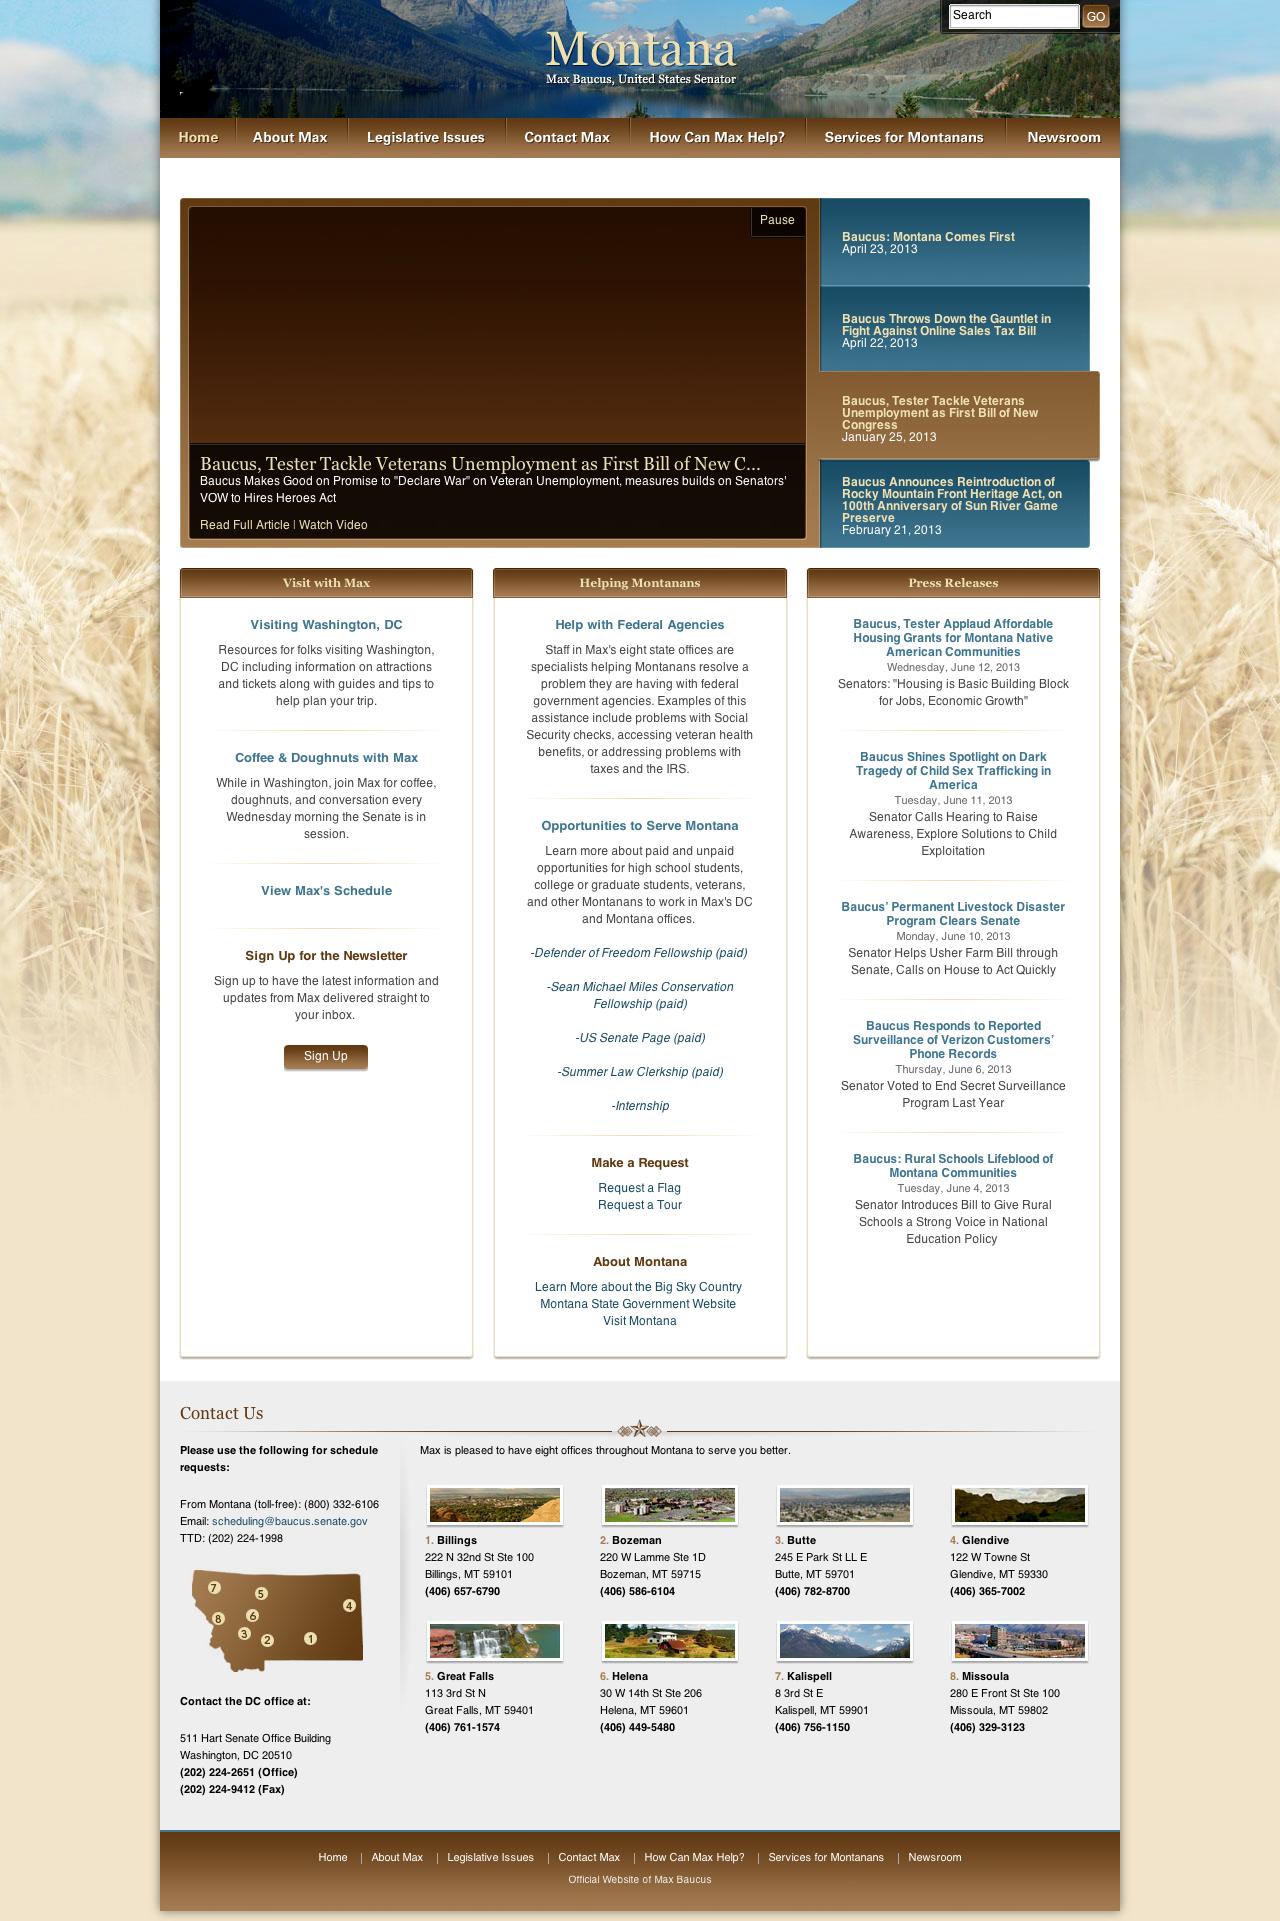 Search
GO
Montana
Max Baucus, United States Senator
Home
About Max
Legislative Issues
Contact Max
How Can Max Help?
Services for Montanans
Newsroom
Pause
Baucus, Tester Tackle Veterans Unemployment as First Bill of New C...
Baucus Makes Good on Promise to "Declare War" on Veteran Unemployment, measures builds on Senators'
VOW to Hires Heroes Act
Read Full Article | Watch Video
Baucus: Montana Comes First
April 23, 2013
Baucus Throws Down the Gauntlet in
Fight Against Online Sales Tax Bill
April 22, 2013
Baucus, Tester Tackle Veterans
Unemployment as First Bill of New
Congress
January 25, 2013
Baucus Announces Reintroduction of
Rocky Mountain Front Heritage Act, on
100th Anniversary of Sun River Game
Preserve
February 21, 2013
Visit with Max
Visiting Washington, DC
Resources for folks visiting Washington,
DC including information on attractions
and tickets along with guides and tips to
help plan your trip.
Coffee & Doughnuts with Max
While in Washington, join Max for coffee,
doughnuts, and conversation every
Wednesday morning the Senate is in
session.
View Max's Schedule
Sign Up for the Newsletter
Sign up to have the latest information and
updates from Max delivered straight to
your inbox.
Sign Up
Helping Montanans
Help with Federal Agencies
Staff in Max's eight state offices are
specialists helping Montanans resolve a
problem they are having with federal
government agencies. Examples of this
assistance include problems with Social
Security checks, accessing veteran health
benefits, or addressing problems with
taxes and the IRS.
Opportunities to Serve Montana
Learn more about paid and unpaid
opportunities for high school students,
college or graduate students, veterans,
and other Montanans to work in Max's DC
and Montana offices.
-Defender of Freedom Fellowship (paid)
-Sean Michael Miles Conservation
Fellowship (paid)
-US Senate Page (paid)
-Summer Law Clerkship (paid)
-Internship
Make a Request
Request a Flag
Request a Tour
About Montana
Learn More about the Big Sky Country
Montana State Government Website
Visit Montana
Press Releases
Baucus, Tester Applaud Affordable
Housing Grants for Montana Native
American Communities
Wednesday, June 12, 2013
Senators: "Housing is Basic Building Block
for Jobs, Economic Growth"
Baucus Shines Spotlight on Dark
Tragedy of Child Sex Trafficking in
America
Tuesday, June 11, 2013
Senator Calls Hearing to Raise
Awareness, Explore Solutions to Child
Exploitation
Baucus' Permanent Livestock Disaster
Program Clears Senate
Monday, June 10, 2013
Senator Helps Usher Farm Bill through
Senate, Calls on House to Act Quickly
Baucus Responds to Reported
Surveillance of Verizon Customers'
Phone Records
Thursday, June 6, 2013
Senator Voted to End Secret Surveillance
Program Last Year
Baucus: Rural Schools Lifeblood of
Montana Communities
Tuesday, June 4, 2013
Senator Introduces Bill to Give Rural
Schools a Strong Voice in National
Education Policy
Contact Us
Please use the following for schedule
requests:
From Montana (toll-free): (800) 332-6106
Email: scheduling@baucus.senate.gov
TTD: (202) 224-1998
7
5
4
8
6
3
2
1
Contact the DC office at:
511 Hart Senate Office Building
Washington, DC 20510
(202) 224-2651 (Office)
(202) 224-9412 (Fax)
Max is pleased to have eight offices throughout Montana to serve you better.
1. Billings
222 N 32nd St Ste 100
Billings, MT 59101
(406) 657-6790
2. Bozeman
220 W Lamme Ste 1D
Bozeman, MT 59715
(406) 586-6104
3. Butte
245 E Park St LL E
Butte, MT 59701
(406) 782-8700
4. Glendive
122 W Towne St
Glendive, MT 59330
(406) 365-7002
5. Great Falls
113 3rd St N
Great Falls, MT 59401
(406) 761-1574
6. Helena
30 W 14th St Ste 206
Helena, MT 59601
(406) 449-5480
7. Kalispell
8 3rd St E
Kalispell, MT 59901
(406) 756-1150
8. Missoula
280 E Front St Ste 100
Missoula, MT 59802
(406) 329-3123
Home | About Max | Legislative Issues | Contact Max | How Can Max Help? | Services for Montanans | Newsroom
Official Website of Max Baucus